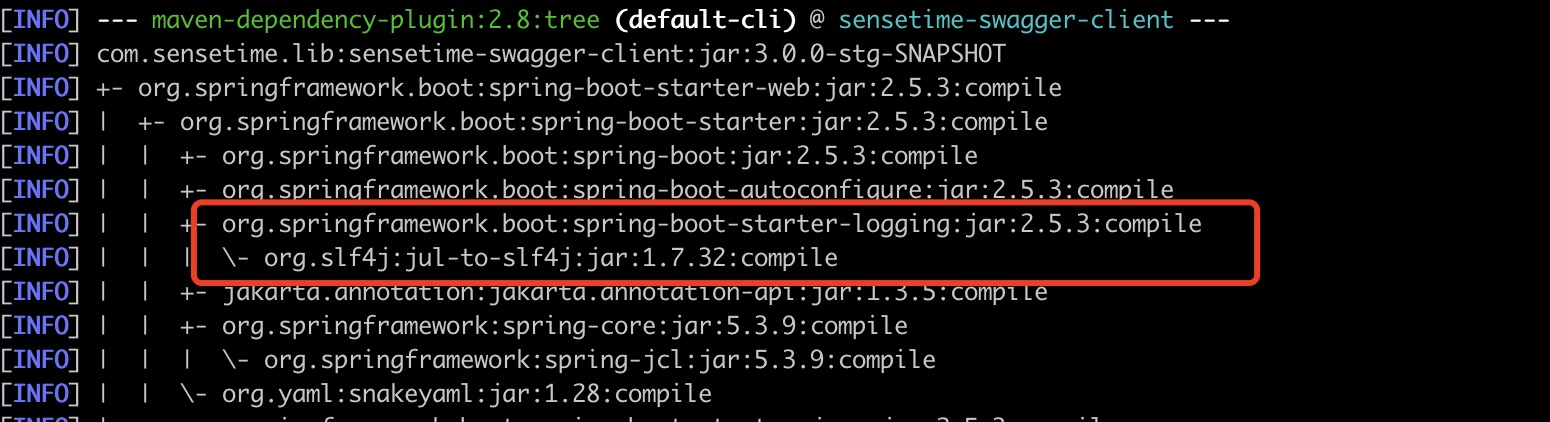 [INFO] --- maven-dependency-plugin:2.8:tree (default-cli) @ sensetime-swagger-client ---
[INFO] com.sensetime.lib:sensetime-swagger-client:jar:3.0.0-stg-SNAPSHOT
[INFO] +- org.springframework.boot:spring-boot-starter-web:jar:2.5.3:compile
[INFO] |  +- org.springframework.boot:spring-boot-starter:jar:2.5.3:compile
[INFO] |  |  +- org.springframework.boot:spring-boot:jar:2.5.3:compile
[INFO] |  |  +- org.springframework.boot:spring-boot-autoconfigure:jar:2.5.3:compile
[INFO] |  |  +- org.springframework.boot:spring-boot-starter-logging:jar:2.5.3:compile
[INFO] |  |  |  \- org.slf4j:jul-to-slf4j:jar:1.7.32:compile
[INFO] |  |  +- jakarta.annotation:jakarta.annotation-api:jar:1.3.5:compile
[INFO] |  |  +- org.springframework:spring-core:jar:5.3.9:compile
[INFO] |  |  |  \- org.springframework:spring-jcl:jar:5.3.9:compile
[INFO] |  |  \- org.yaml:snakeyaml:jar:1.28:compile